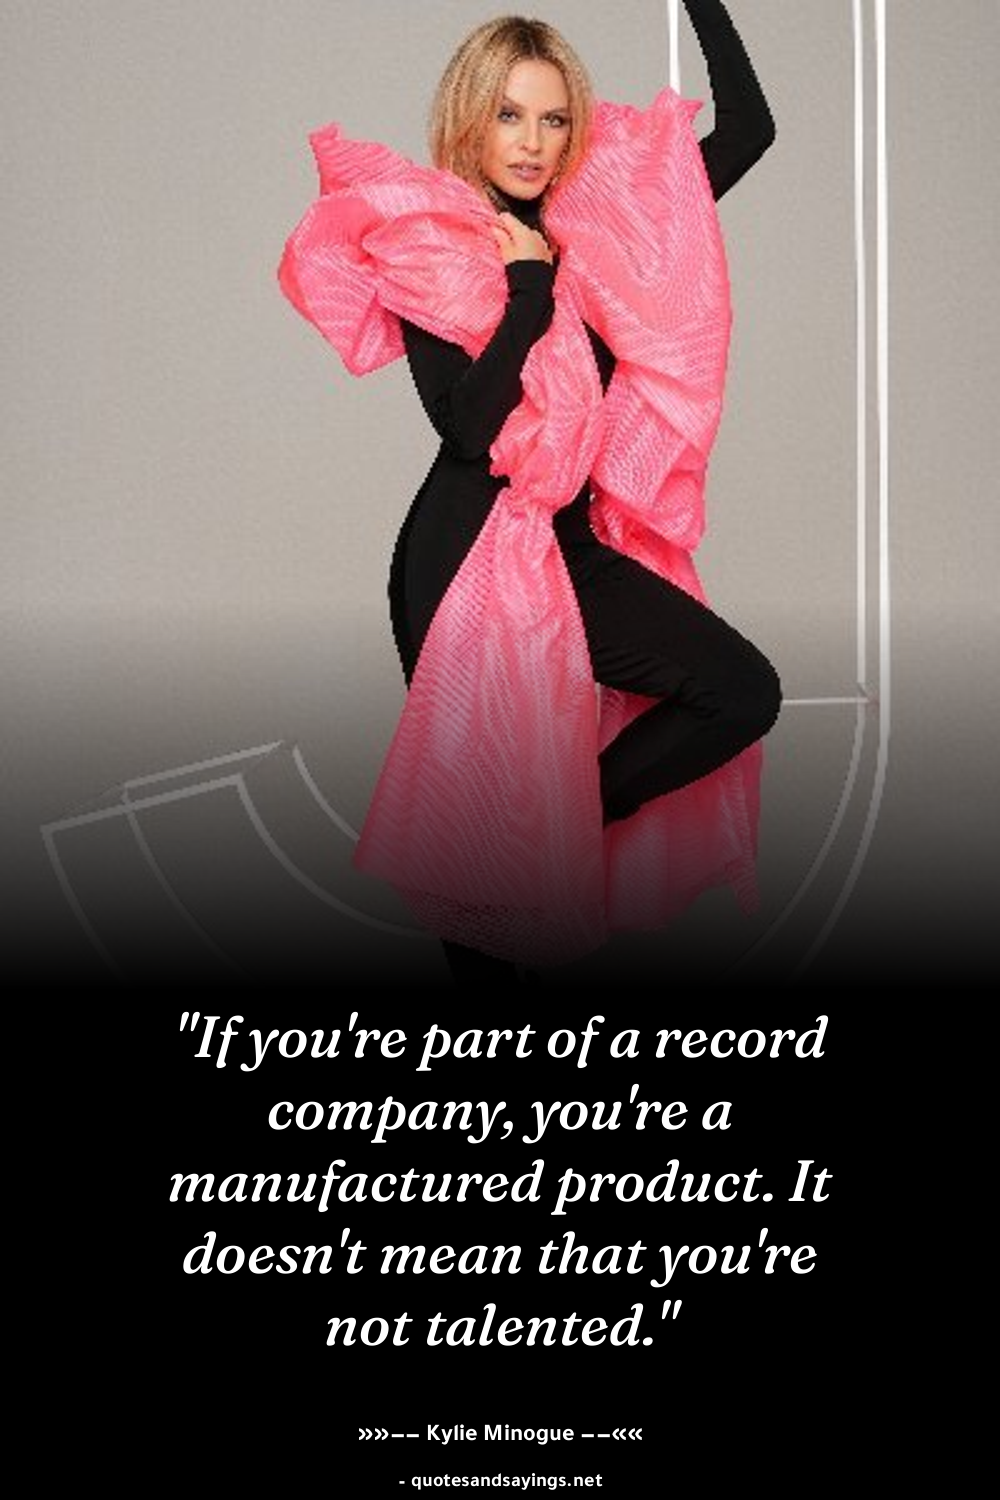 "If you're part of a record
company, you're a
manufactured product. It
doesn't mean that you're
not talented."
»»−− Kylie Minogue −−««
- quotesandsayings.net